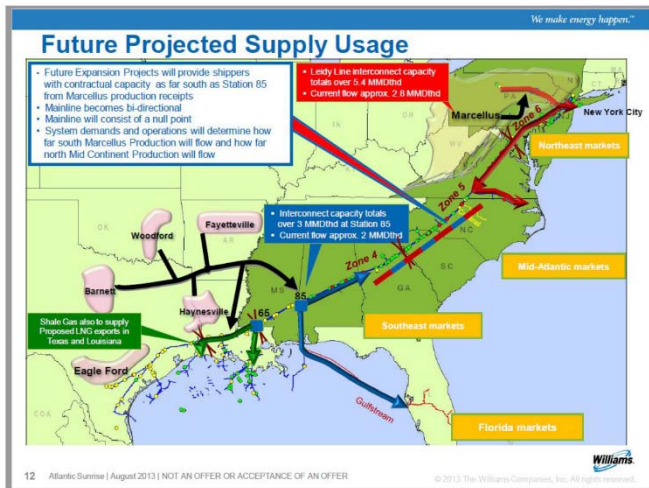 We make energy happen.™
Future Projected Supply Usage
• Future Expansion Projects will provide shippers
with contractual capacity as far south as Station 85
from Marcellus production receipts
• Mainline becomes bi-directional
• Mainline will consist of a null point
• System demands and operations will determine how
far south Marcellus Production will flow and how far
north Mid Continent Production will flow
• Leidy Line interconnect capacity
totals over 5.4 MMDthd
• Current flow approx. 2.8 MMDthd
PA
NJ
Marcellus
New York City
Zone 6
Northeast markets
OH
IN
WV
Zone 5
• Interconnect capacity totals
over 3 MMDthd at Station 85
• Current flow approx. 2 MMDthd
Fayetteville
Woodford
OK
AR
NC
Zone 4
SC
Mid-Atlantic markets
Barnett
MS
GA
85
Haynesville
65
Southeast markets
Shale Gas also to supply
Proposed LNG exports in
Texas and Louisiana
Eagle Ford
COA
Gulfstream
FL
Florida markets
Williams
12 Atlantic Sunrise | August 2013 | NOT AN OFFER OR ACCEPTANCE OF AN OFFER
© 2013 The Williams Companies, Inc. All rights reserved.